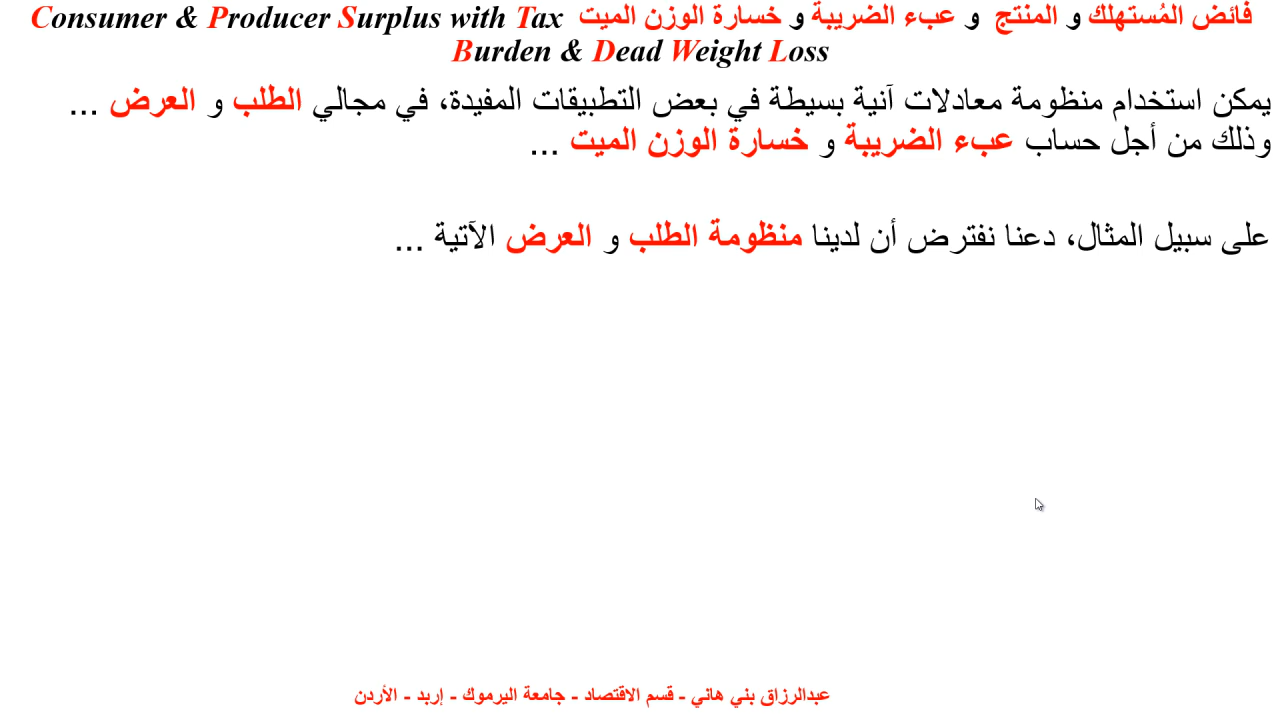 فائض المُستهلك و المنتج و عبء الضريبة و خسارة الوزن الميت Consumer & Producer Surplus with Tax
Burden & Dead Weight Loss
يمكن استخدام منظومة معادلات آنية بسيطة في بعض التطبيقات المفيدة، في مجالي الطلب و العرض ...
وذلك من أجل حساب عبء الضريبة و خسارة الوزن الميت ...
على سبيل المثال، دعنا نفترض أن لدينا منظومة الطلب و العرض الآتية ...
عبدالرزاق بني هاني - قسم الاقتصاد - جامعة اليرموك - إربد - الأردن